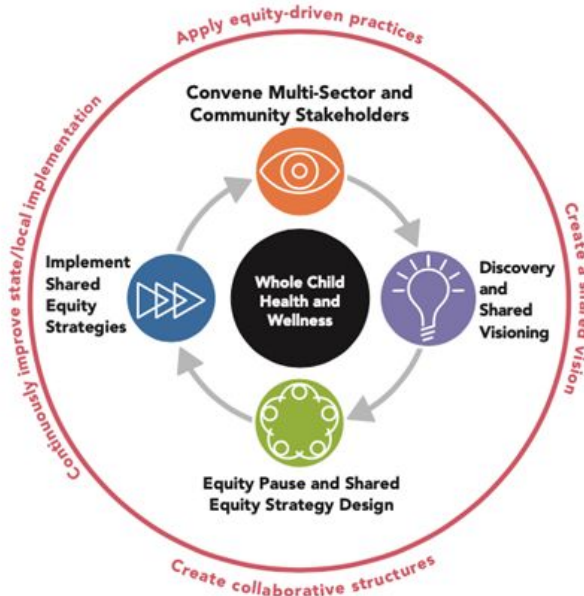 Apply equity-driven practices
Convene Multi-Sector and
Community Stakeholders
Continuously improve state/local implementation
Create a shared vision
Implement
Shared
Equity
Strategies
Whole Child
Health and
Wellness
Discovery
and
Shared
Visioning
Equity Pause and Shared
Equity Strategy Design
Create collaborative structures